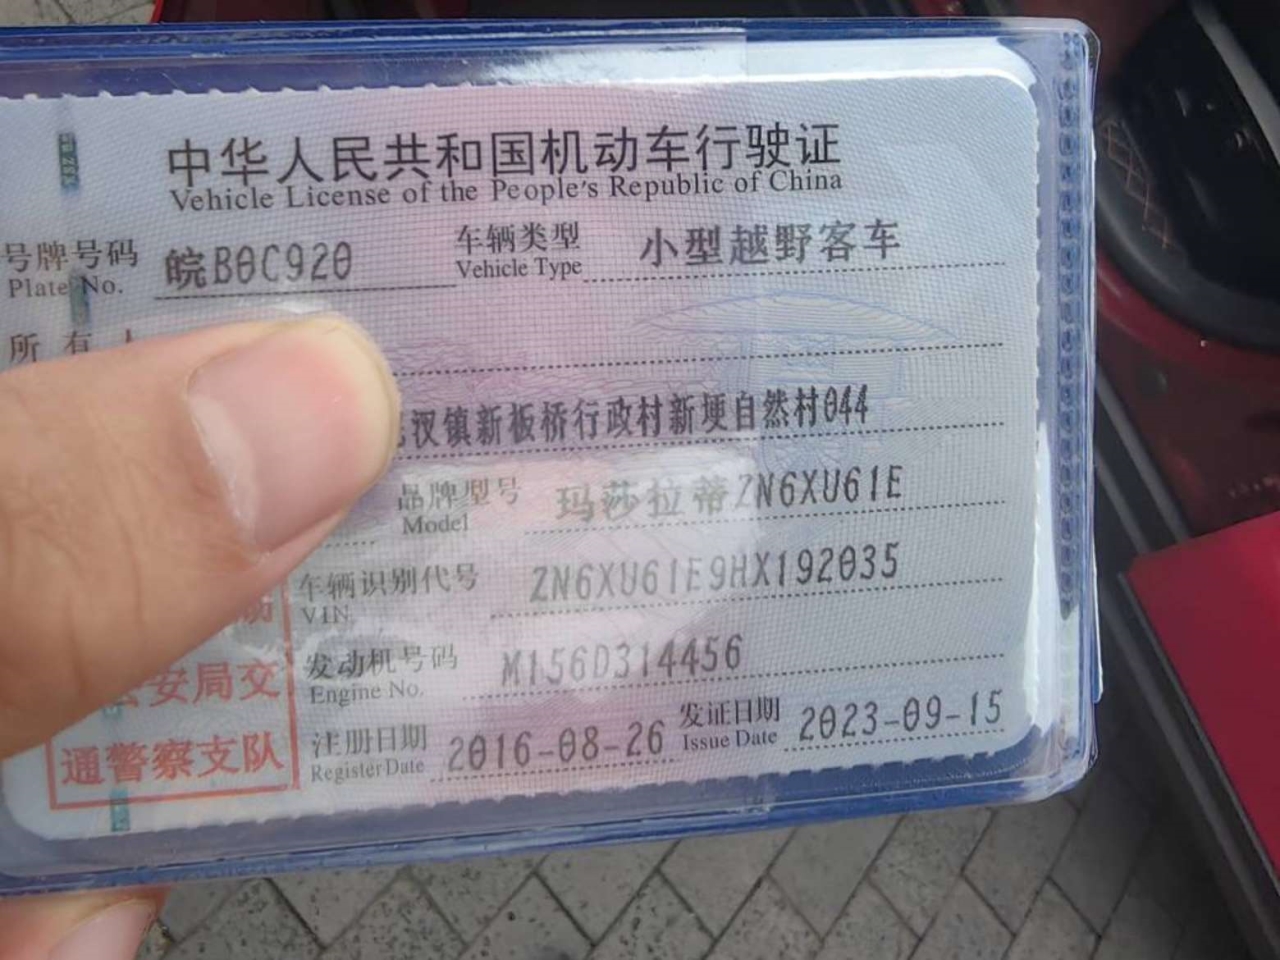 中华人民共和国机动车行驶证
Vehicle License of the People's Republic of China
号牌号码 皖B0C920 车辆类型 小型越野客车
Plate No. Vehicle Type
所有人
汊镇新板桥行政村新埂自然村044
品牌型号 玛莎拉蒂ZN6XU61E
Model
车辆识别代号 ZN6XU61E9HX192035
VIN
发动机号码 M156D314456
Engine No.
安局交
通警察支队
注册日期 2016-08-26 发证日期 2023-09-15
Register Date Issue Date